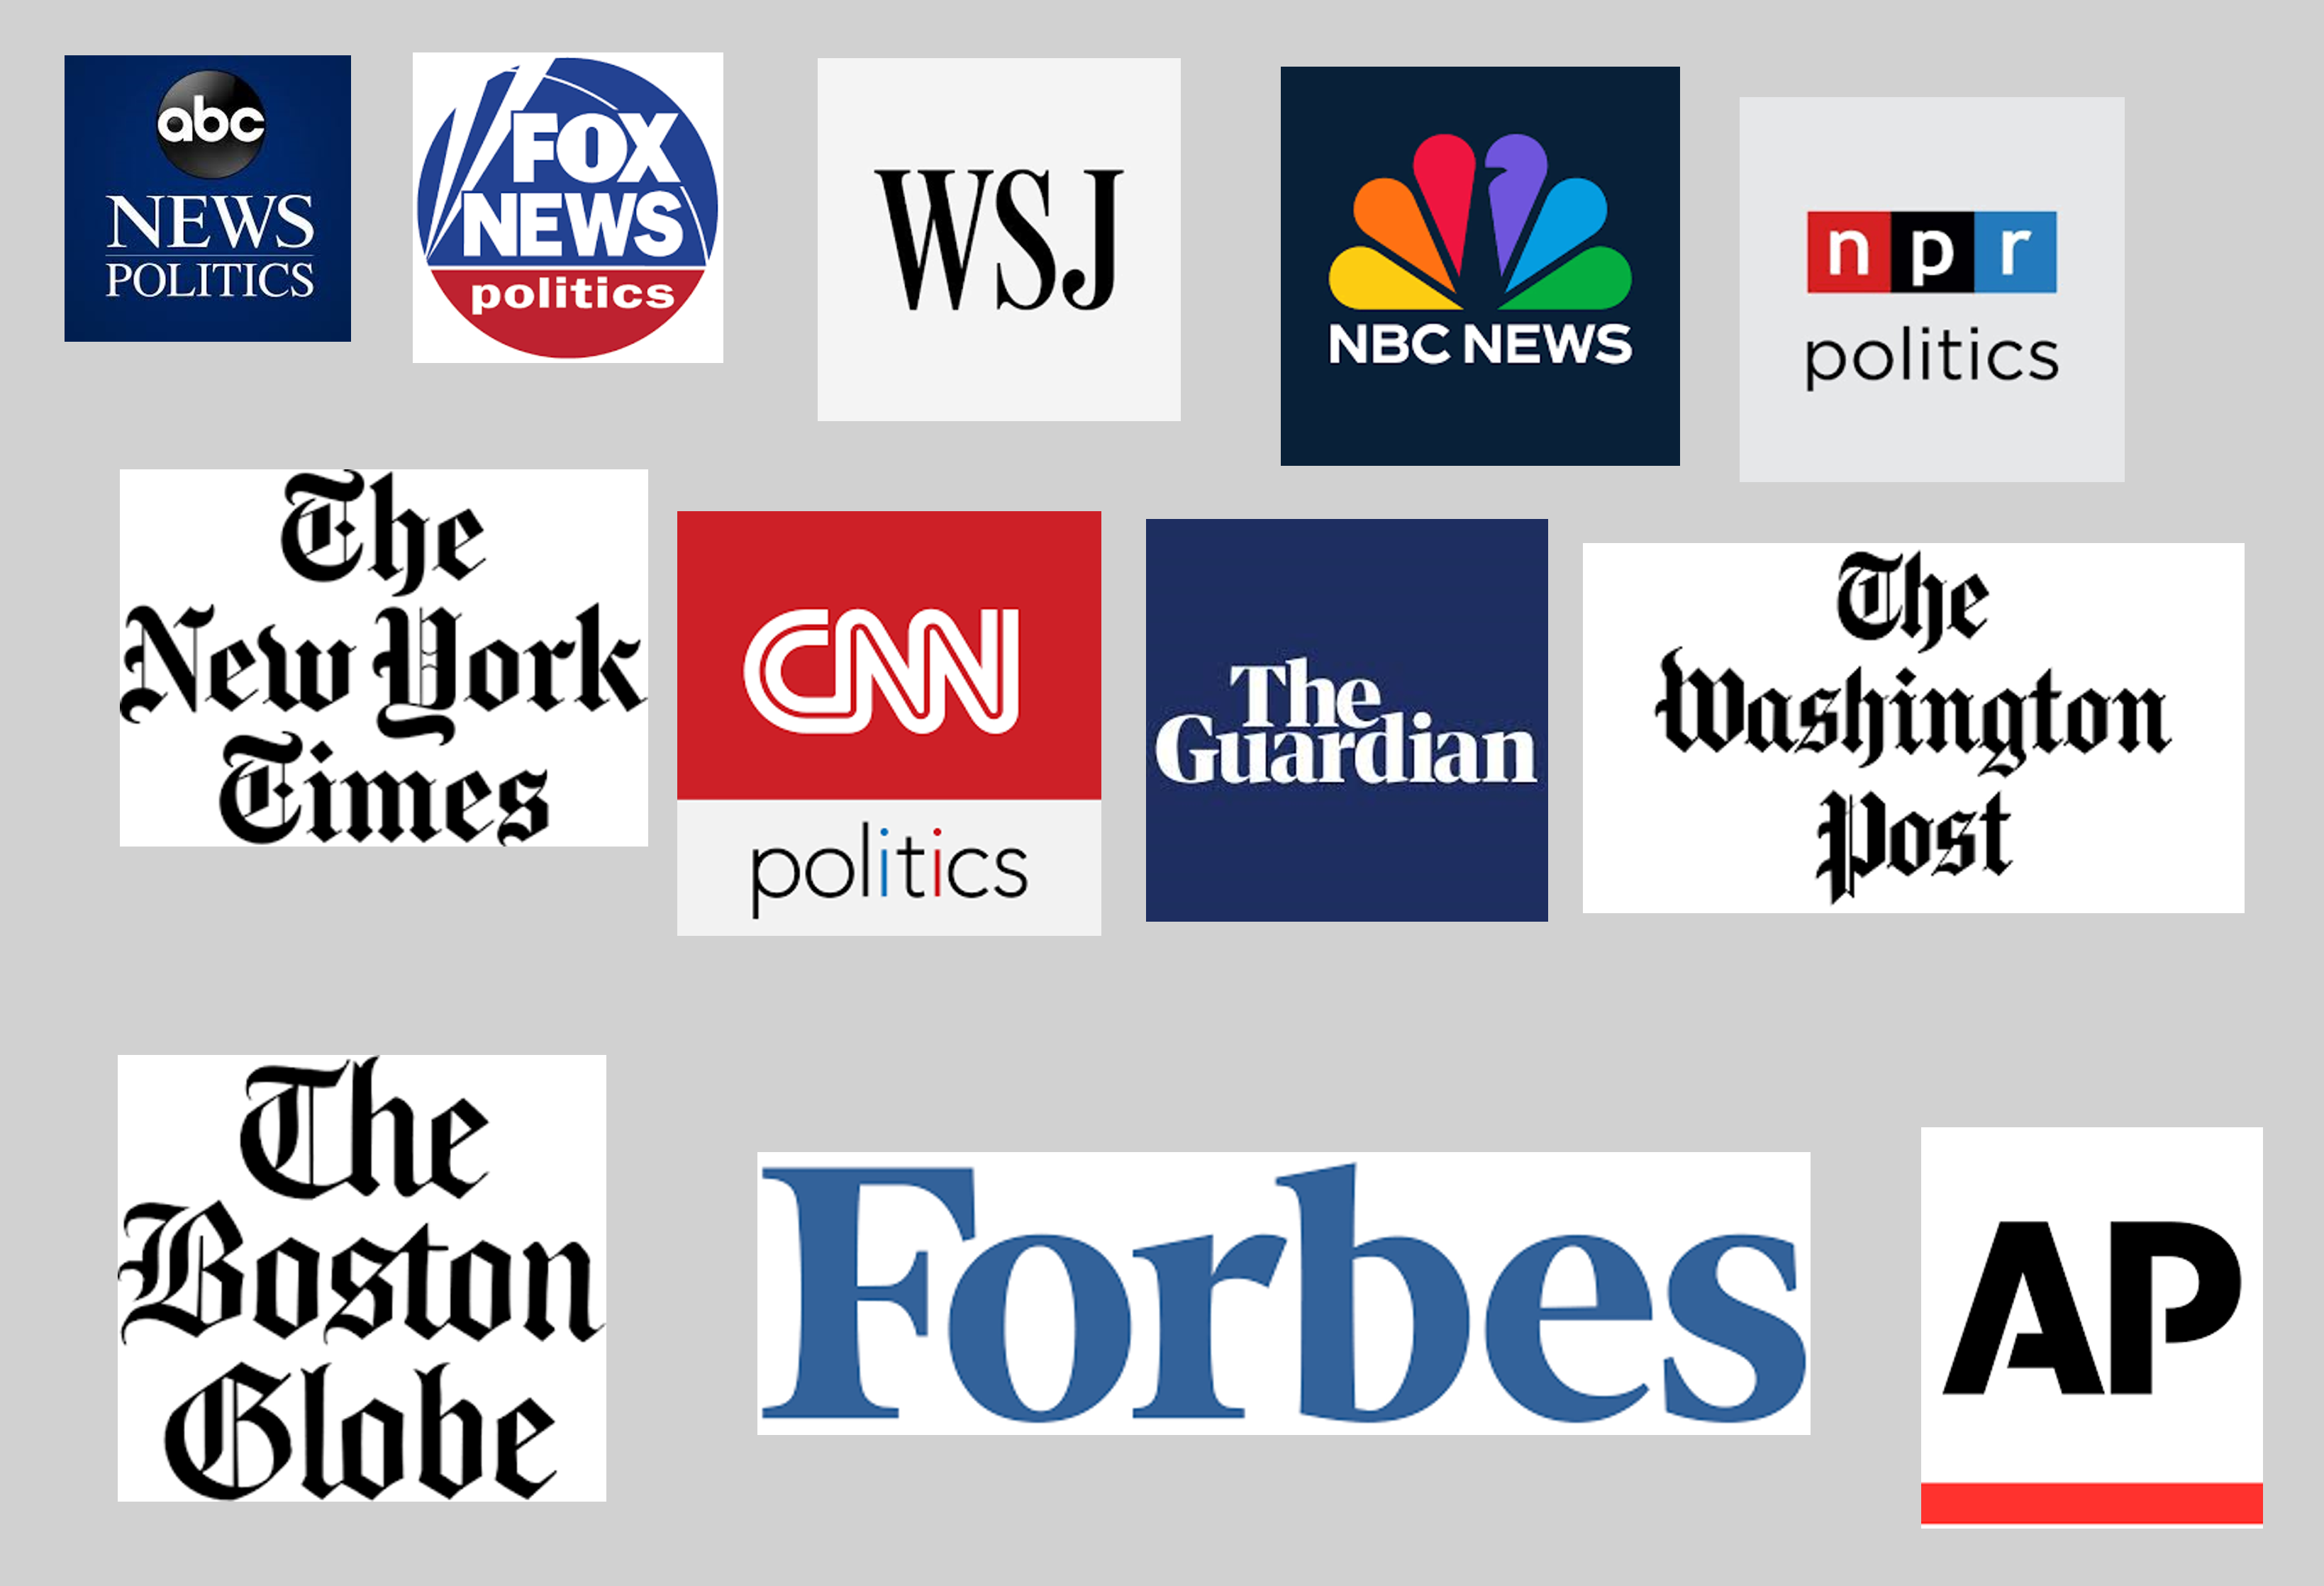 abc
NEWS
POLITICS
FOX
NEWS
politics
WSJ
NBC NEWS
npr
politics
The
New York
Times
CNN
politics
The
Guardian
The
Washington
Post
The
Boston
Globe
Forbes
AP